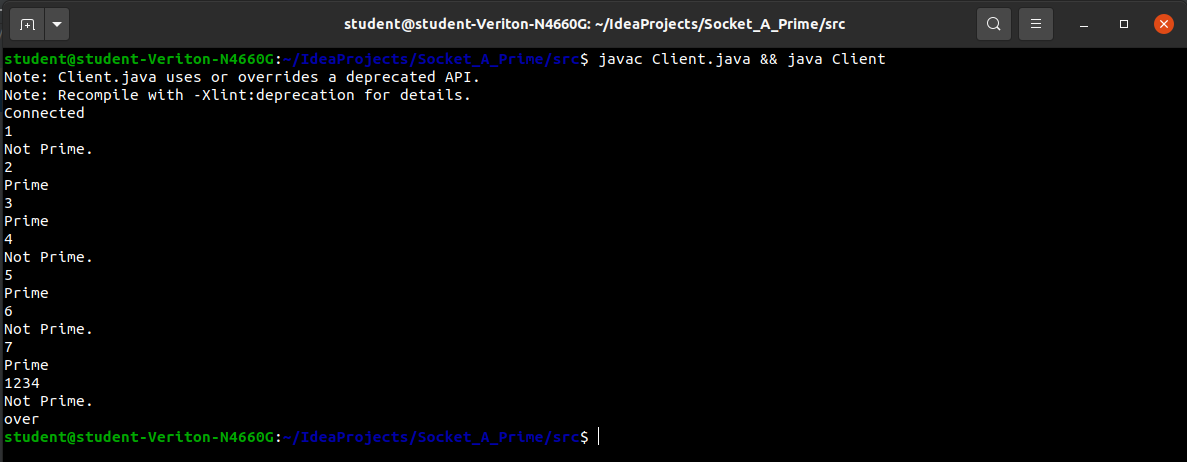 student@student-Veriton-N4660G: ~/IdeaProjects/Socket_A_Prime/src
student@student-Veriton-N4660G:~/IdeaProjects/Socket_A_Prime/src$ javac Client.java && java Client
Note: Client.java uses or overrides a deprecated API.
Note: Recompile with -Xlint:deprecation for details.
Connected
1
Not Prime.
2
Prime
3
Prime
4
Not Prime.
5
Prime
6
Not Prime.
7
Prime
1234
Not Prime.
over
student@student-Veriton-N4660G:~/IdeaProjects/Socket_A_Prime/src$